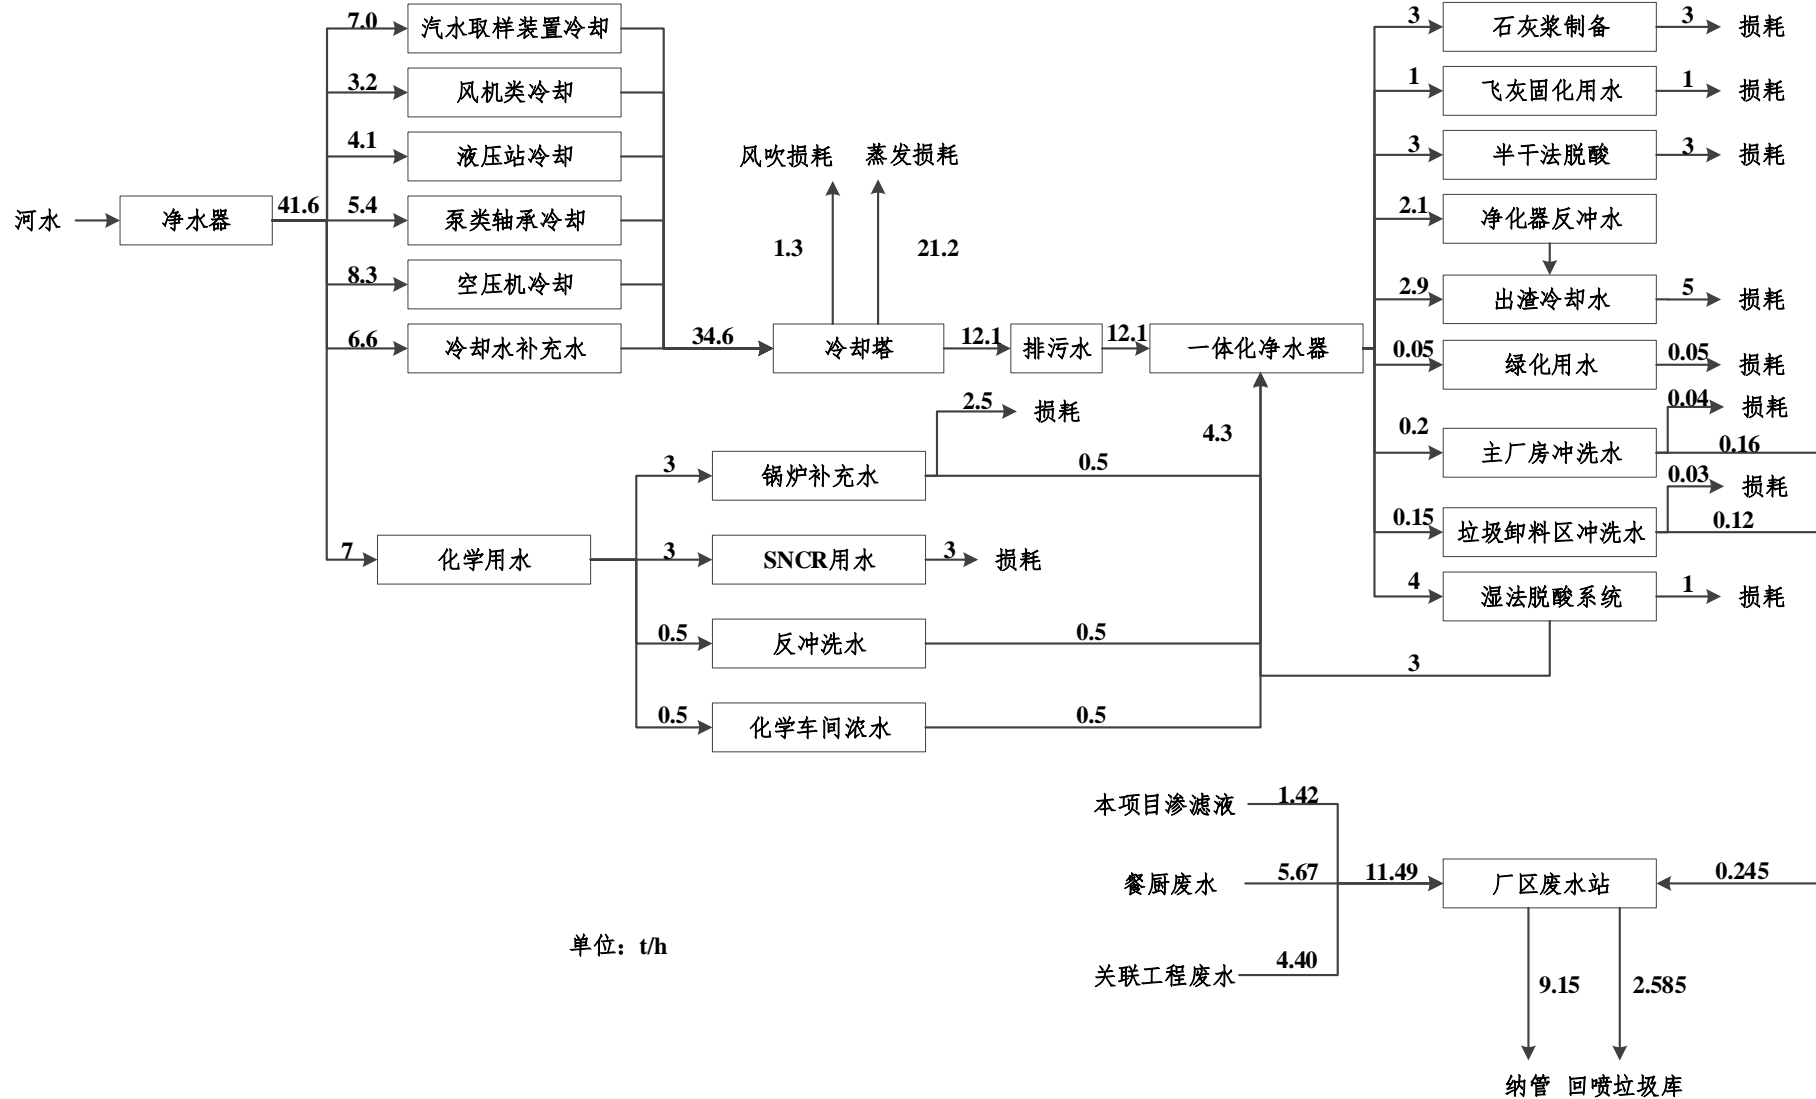 河水
净水器
41.6
7.0
汽水取样装置冷却
3.2
风机类冷却
4.1
液压站冷却
5.4
泵类轴承冷却
8.3
空压机冷却
6.6
冷却水补充水
34.6
风吹损耗
蒸发损耗
1.3
21.2
冷却塔
12.1
排污水
12.1
一体化净水器
4.3
7
化学用水
3
锅炉补充水
2.5
损耗
0.5
3
SNCR用水
3
损耗
0.5
反冲洗水
0.5
0.5
化学车间浓水
0.5
3
石灰浆制备
3
损耗
1
飞灰固化用水
1
损耗
3
半干法脱酸
3
损耗
2.1
净化器反冲水
2.9
出渣冷却水
5
损耗
0.05
绿化用水
0.05
损耗
0.2
主厂房冲洗水
0.04
损耗
0.16
0.15
垃圾卸料区冲洗水
0.03
损耗
0.12
4
湿法脱酸系统
1
损耗
3
本项目渗滤液
1.42
餐厨废水
5.67
11.49
厂区废水站
0.245
关联工程废水
4.40
9.15
2.585
纳管
回喷垃圾库
单位：t/h